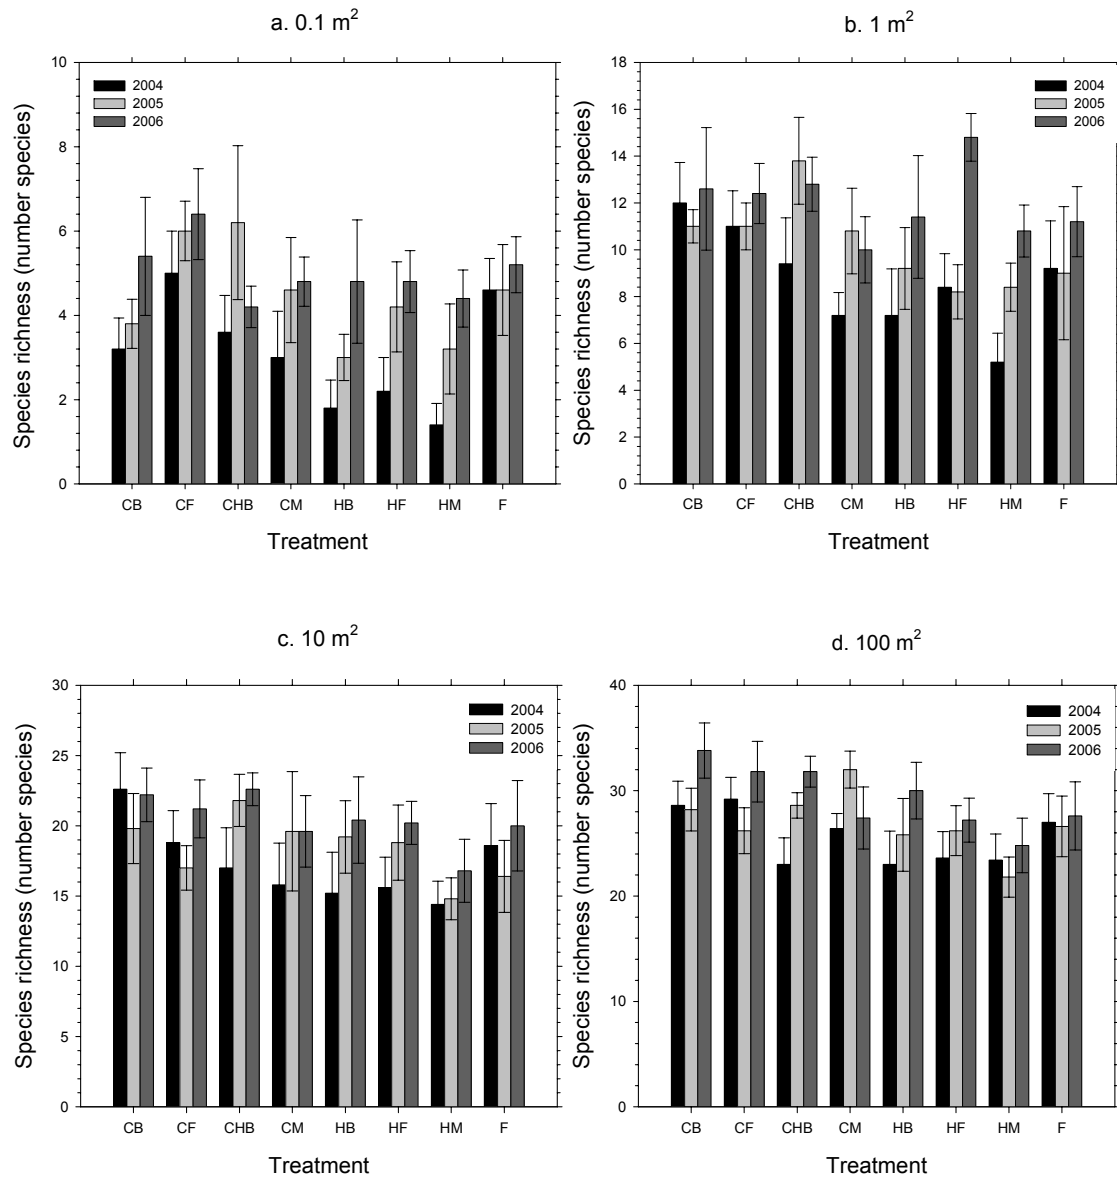 a. 0.1 m²
Species richness (number species)
10
8
6
4
2
0
2004
2005
2006
CB CF CHB CM HB HF HM F
Treatment
b. 1 m²
Species richness (number species)
18
16
14
12
10
8
6
4
2
0
2004
2005
2006
CB CF CHB CM HB HF HM F
Treatment
c. 10 m²
Species richness (number species)
30
25
20
15
10
5
0
2004
2005
2006
CB CF CHB CM HB HF HM F
Treatment
d. 100 m²
Species richness (number species)
40
30
20
10
0
2004
2005
2006
CB CF CHB CM HB HF HM F
Treatment